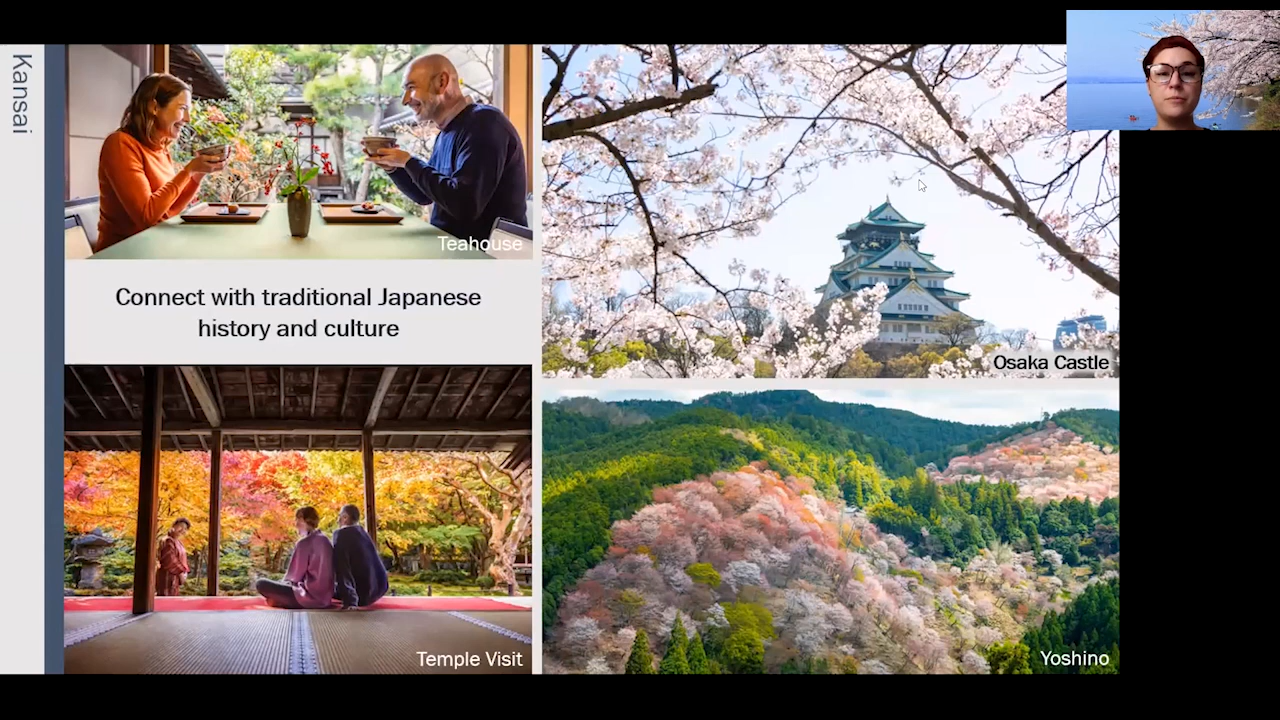 Kansai
Teahouse
Connect with traditional Japanese
history and culture
Temple Visit
Osaka Castle
Yoshino